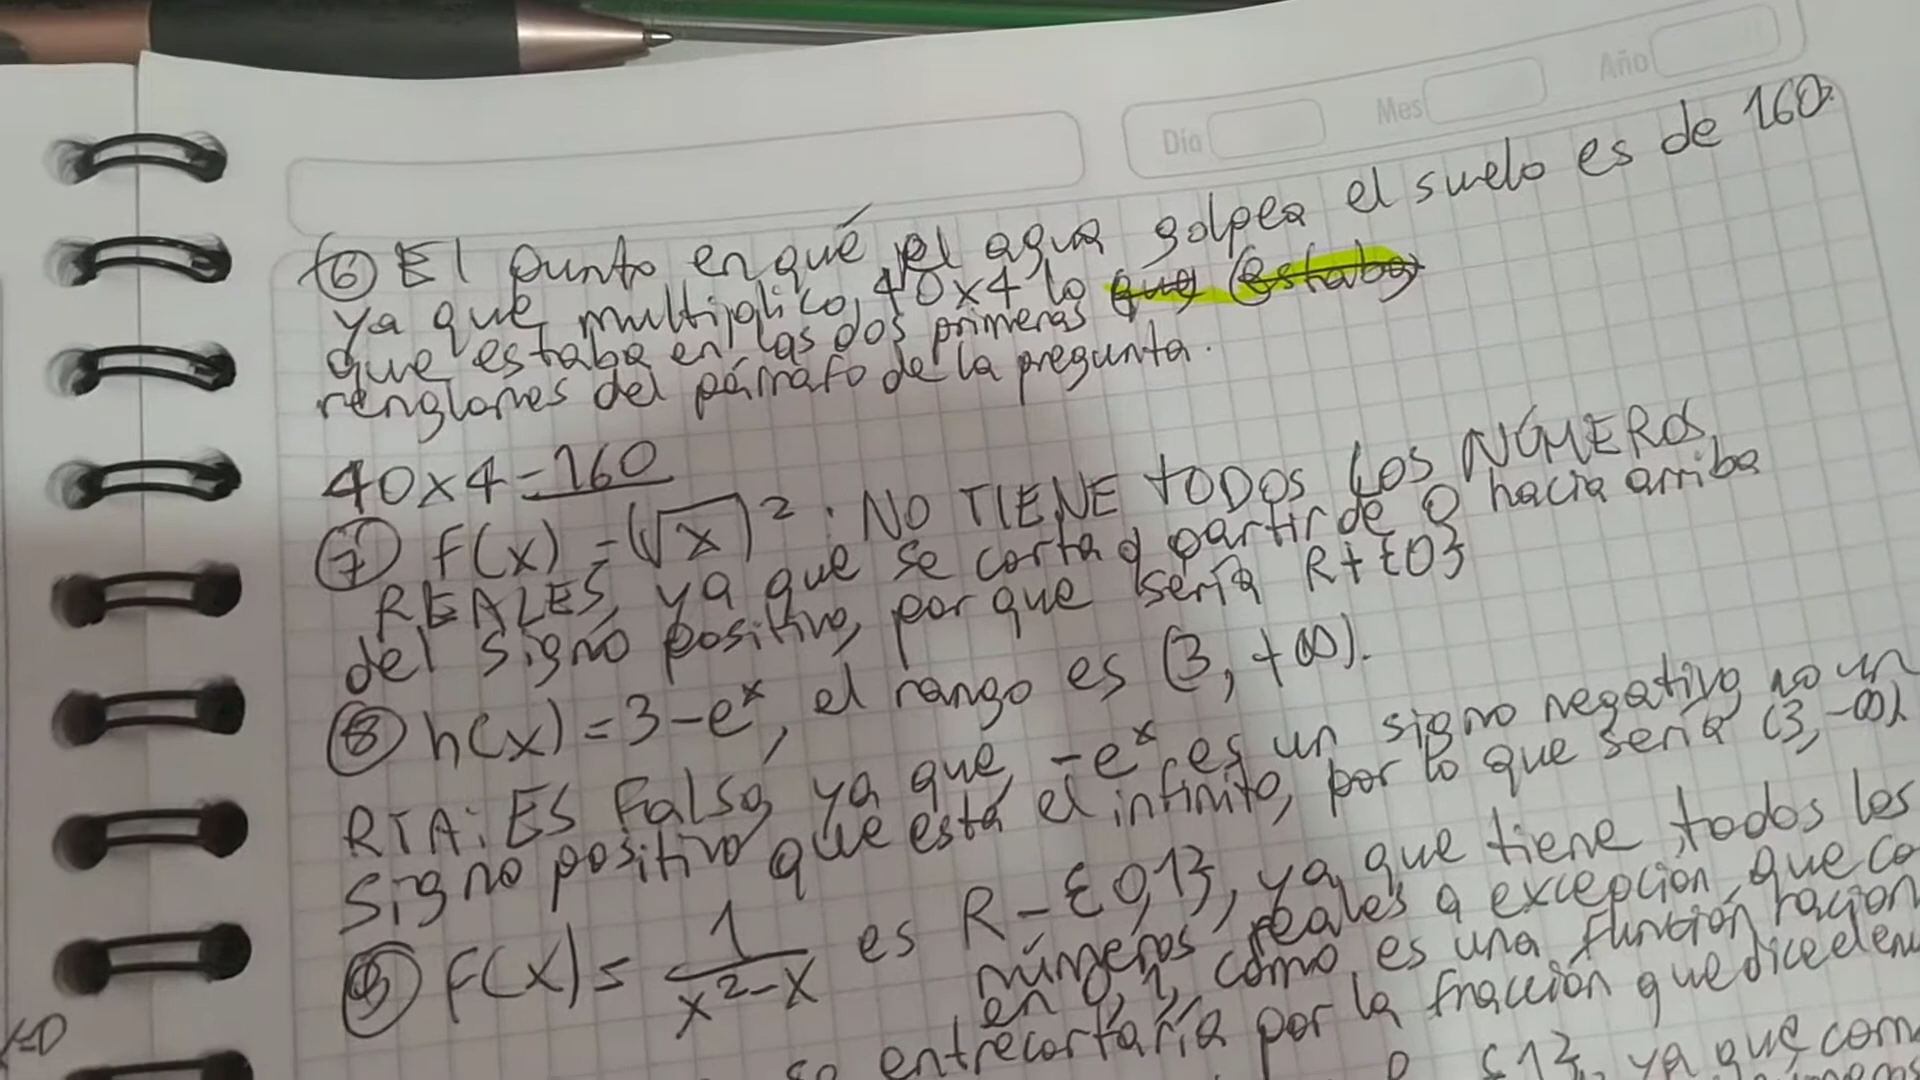 Día Mes Año
⑥ El punto en qué el agua golpea el suelo es de 160
ya que multiplico, 40x4 lo que estaba
que estaba en las dos primeras
renglones del párrafo de la pregunta.
40x4=160
⑦ f(x) = (√x)². NO TIENE TODOS LOS NÚMEROS
REALES, ya que se corta a partir de 0 hacia arriba
del signo positivo, por que sería R+{0}
⑧ h(x) = 3-eˣ, el rango es (3, +∞).
RTA: ES Falso, ya que, -eˣ es un signo negativo no un
signo positivo que está el infinito, por lo que sería (3, -∞)
⑨ f(x) = 1/(x²-x) es R-{0,1}, ya que tiene todos los
números reales a excepción que co
en 0,1, como es una función racion
entrecortaría por la fracción que dice den
ya que com